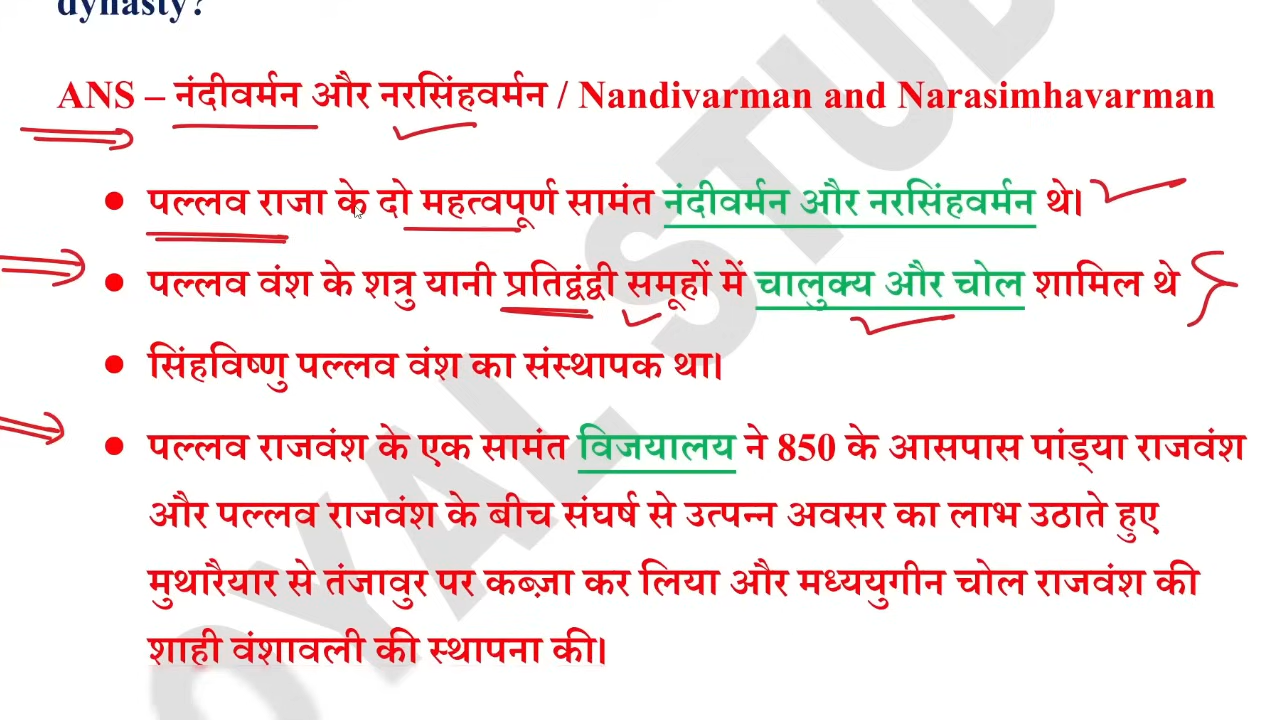 dynasty?
ANS – नंदीवर्मन और नरसिंहवर्मन / Nandivarman and Narasimhavarman
• पल्लव राजा के दो महत्वपूर्ण सामंत नंदीवर्मन और नरसिंहवर्मन थे।
• पल्लव वंश के शत्रु यानी प्रतिद्वंद्वी समूहों में चालुक्य और चोल शामिल थे
• सिंहविष्णु पल्लव वंश का संस्थापक था।
• पल्लव राजवंश के एक सामंत विजयालय ने 850 के आसपास पांड्या राजवंश
और पल्लव राजवंश के बीच संघर्ष से उत्पन्न अवसर का लाभ उठाते हुए
मुथारैयार से तंजावुर पर कब्ज़ा कर लिया और मध्ययुगीन चोल राजवंश की
शाही वंशावली की स्थापना की।